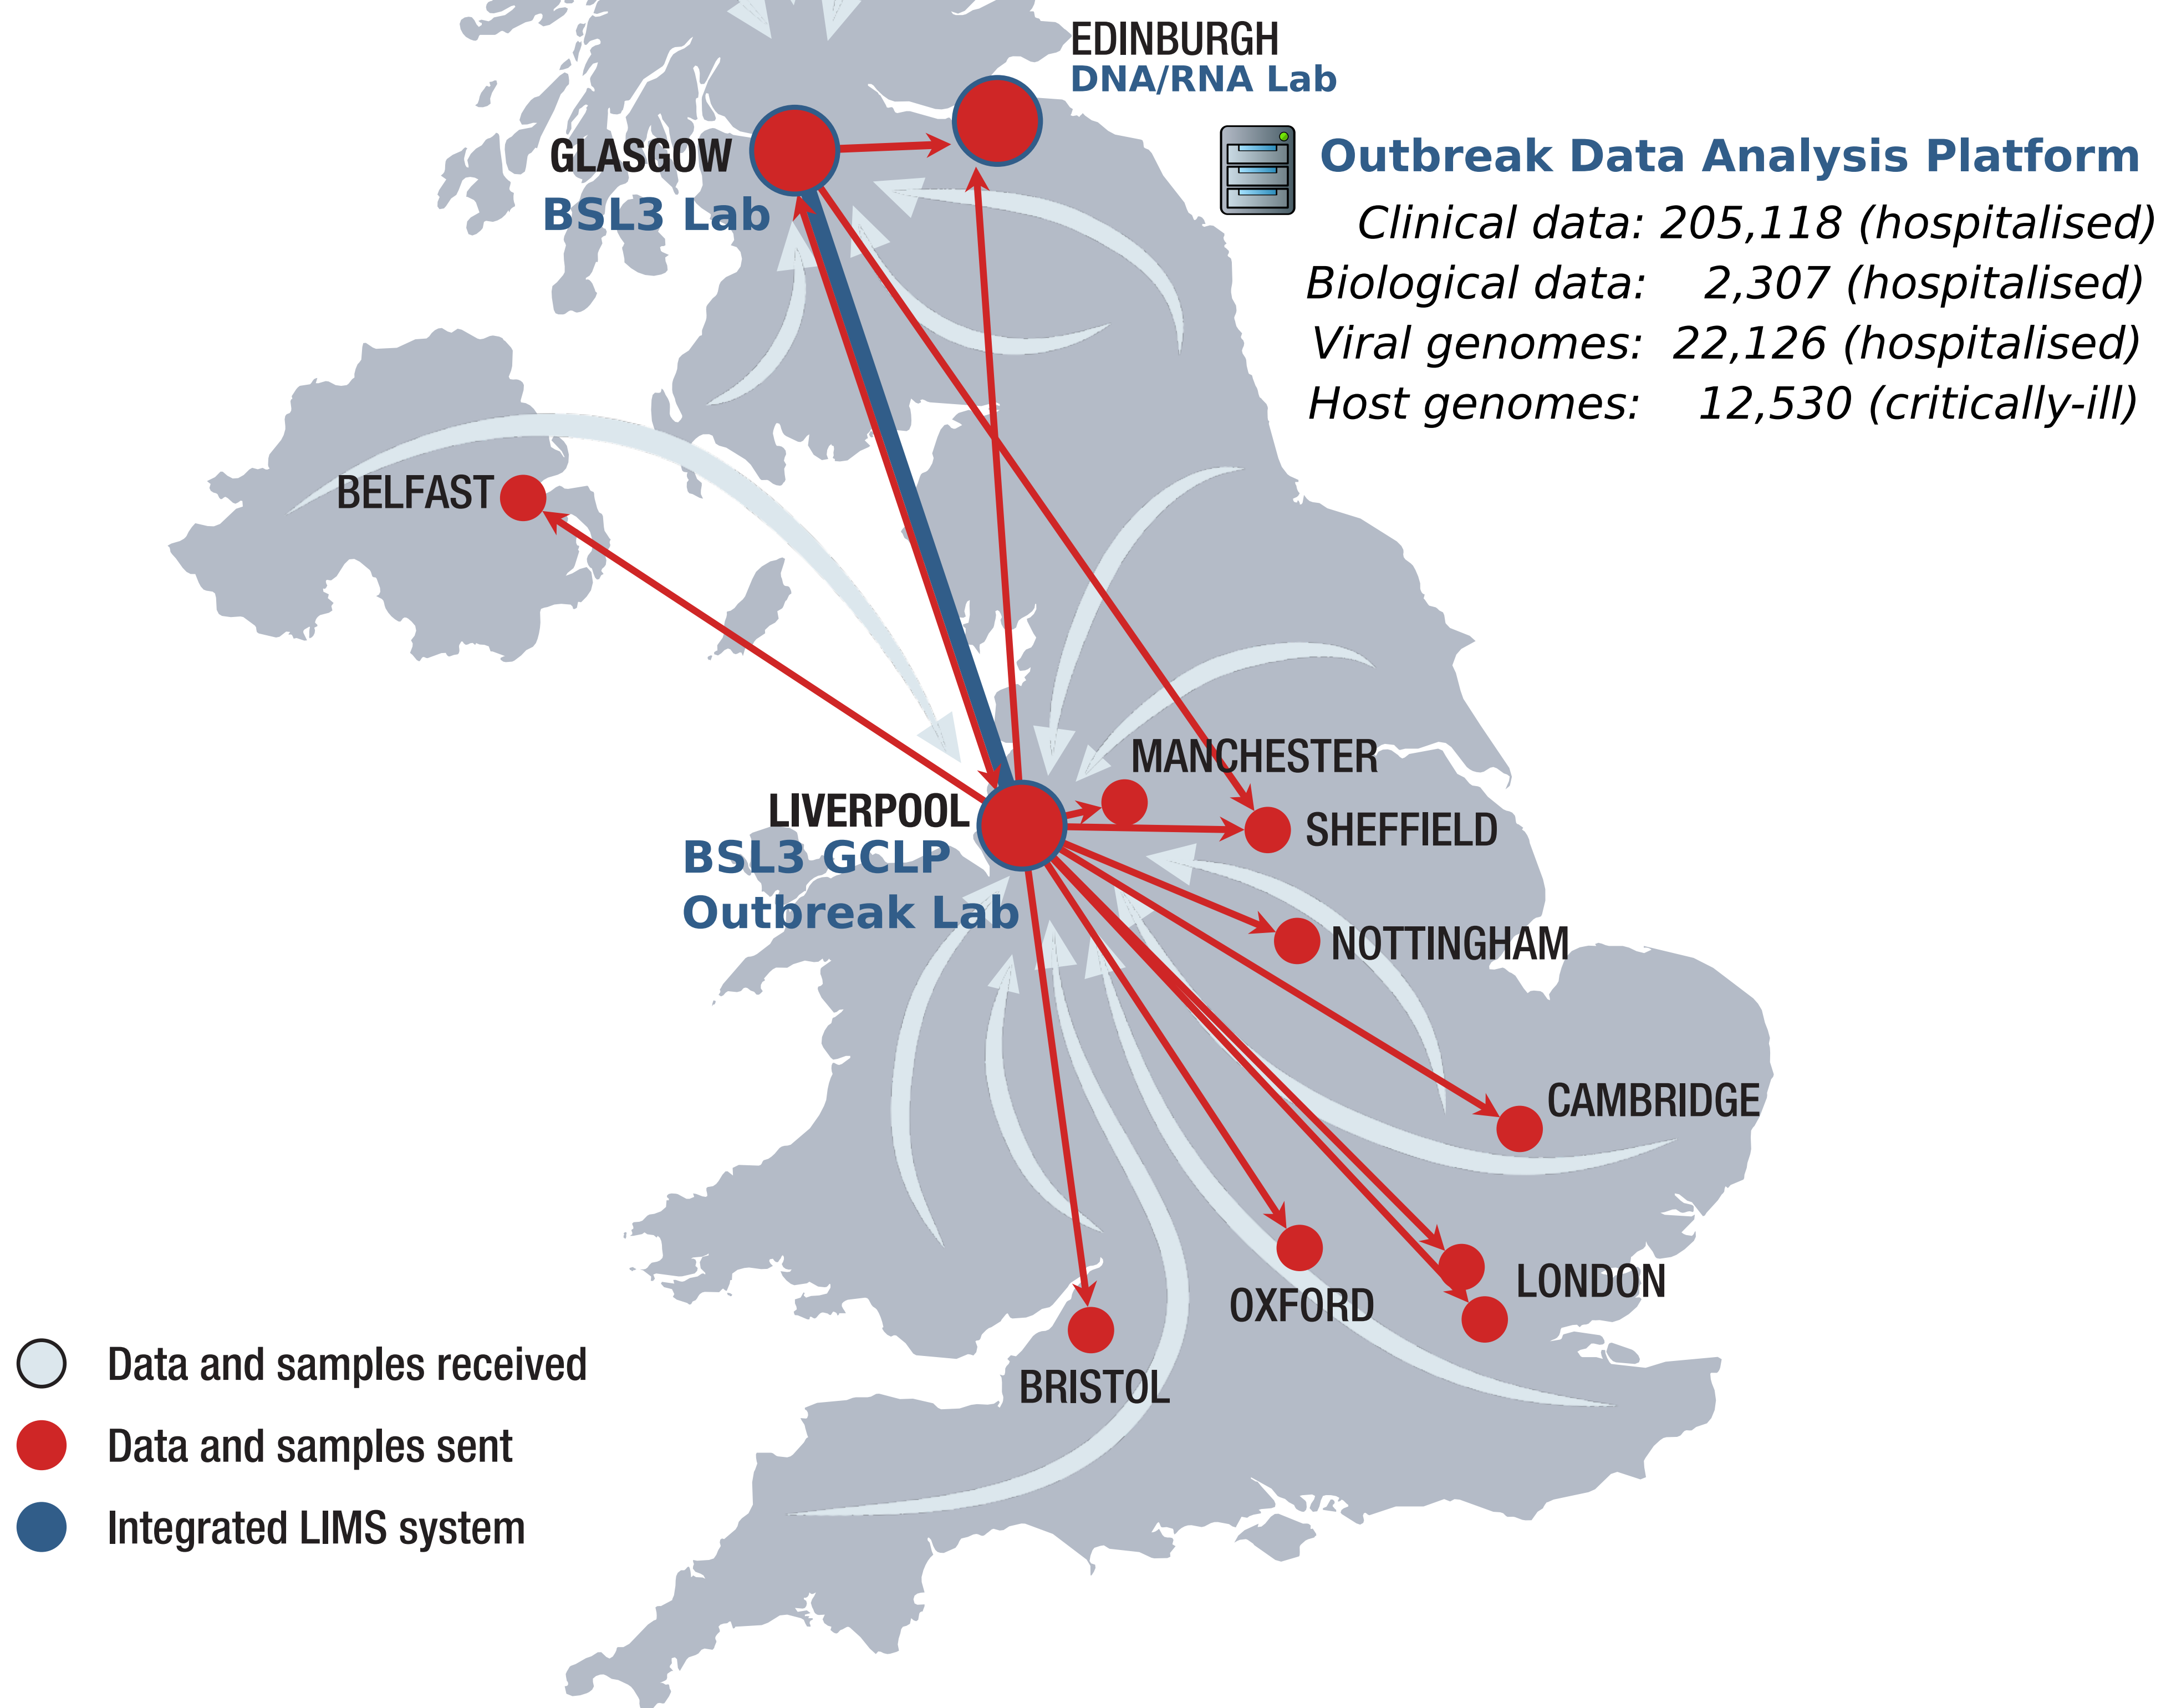 EDINBURGH
DNA/RNA Lab
GLASGOW
BSL3 Lab
Outbreak Data Analysis Platform
Clinical data: 205,118 (hospitalised)
Biological data: 2,307 (hospitalised)
Viral genomes: 22,126 (hospitalised)
Host genomes: 12,530 (critically-ill)
BELFAST
MANCHESTER
LIVERPOOL
BSL3 GCLP
Outbreak Lab
SHEFFIELD
NOTTINGHAM
CAMBRIDGE
LONDON
OXFORD
BRISTOL
Data and samples received
Data and samples sent
Integrated LIMS system